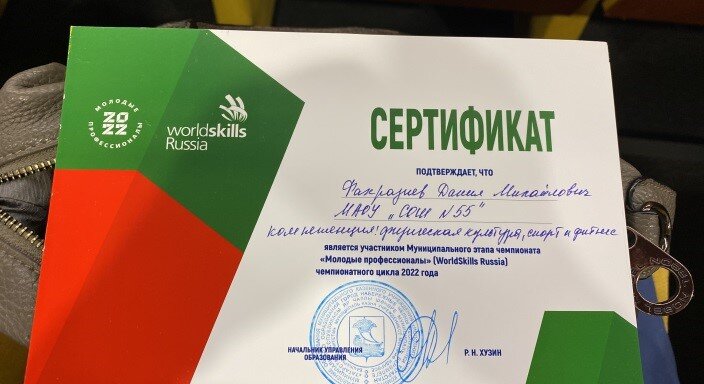 МОЛОДЫЕ
2022
ПРОФЕССИОНАЛЫ
worldskills
Russia
СЕРТИФИКАТ
ПОДТВЕРЖДАЕТ, ЧТО
Фахразиев Данил Михайлович
МАОУ „СОШ N55"
компетенция: физическая культура, спорт и фитнес
является участником Муниципального этапа чемпионата
«Молодые профессионалы» (WorldSkills Russia)
чемпионатного цикла 2022 года
НАЧАЛЬНИК УПРАВЛЕНИЯ
ОБРАЗОВАНИЯ
Р. Н. ХУЗИН